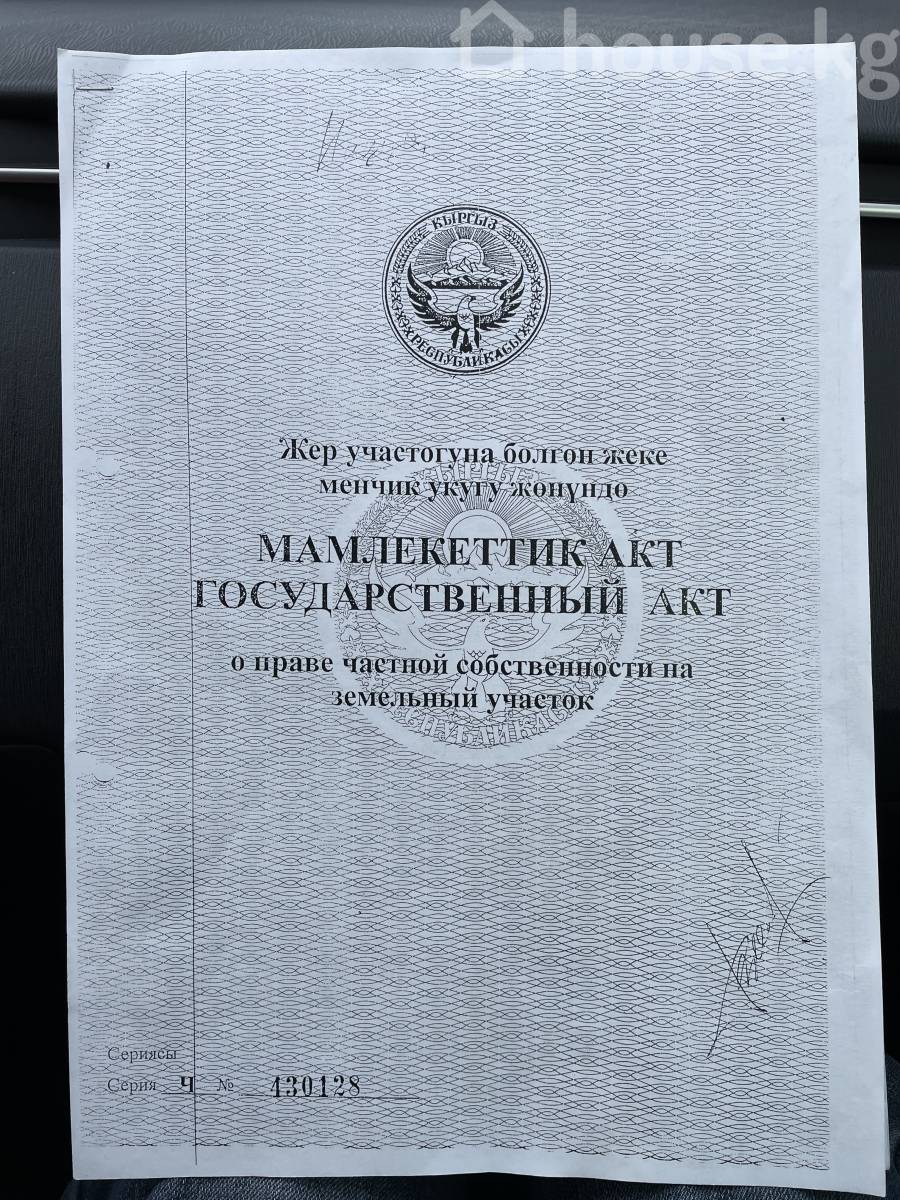 house.kg
КЫРГЫЗ
РЕСПУБЛИКАСЫ
Жер участогуна болгон жеке
менчик укугу жөнүндө
МАМЛЕКЕТТИК АКТ
ГОСУДАРСТВЕННЫЙ АКТ
о праве частной собственности на
земельный участок
Сериясы
Серия Ч № 130128